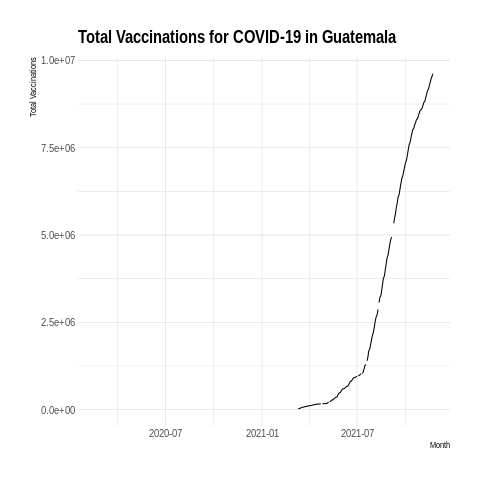 Total Vaccinations for COVID-19 in Guatemala
Total Vaccinations
1.0e+07
7.5e+06
5.0e+06
2.5e+06
0.0e+00
2020-07 2021-01 2021-07
Month